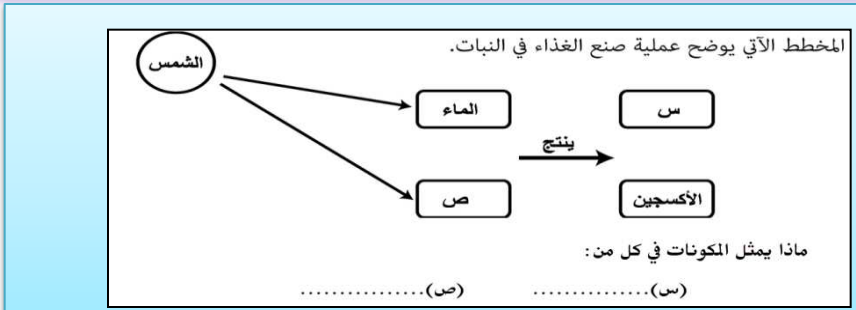 المخطط الآتي يوضح عملية صنع الغذاء في النبات.
الشمس
الماء
س
ينتج
ص
الأكسجين
ماذا يمثل المكونات في كل من:
(س)............... (ص)................